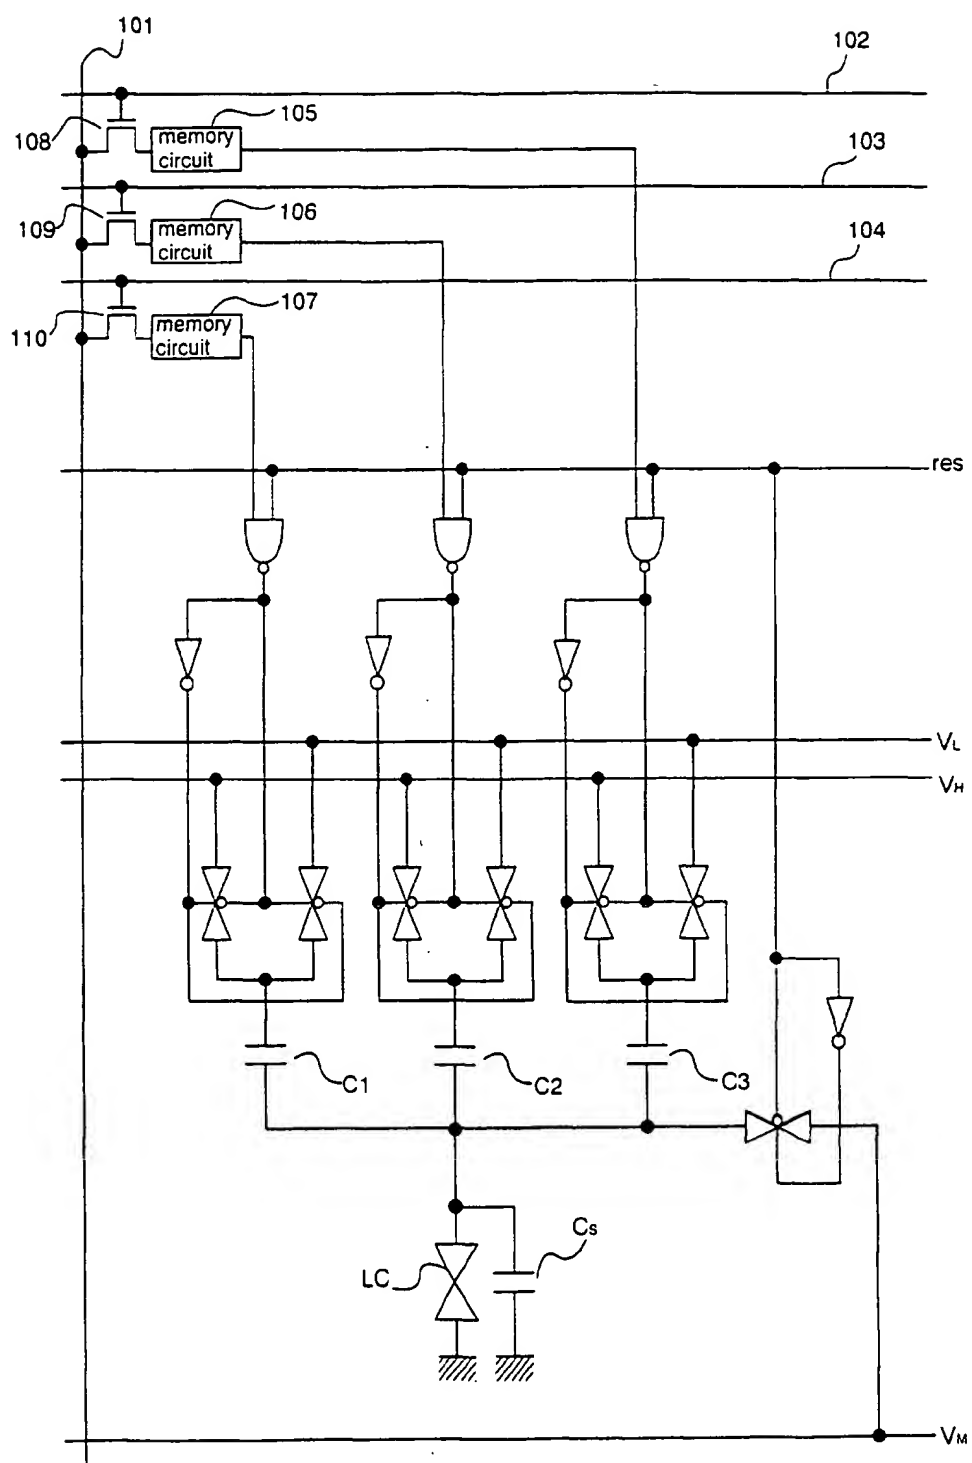 101
102
108
105
memory
circuit
103
109
106
memory
circuit
104
110
107
memory
circuit
res
VL
VH
C1
C2
C3
LC
Cs
VM